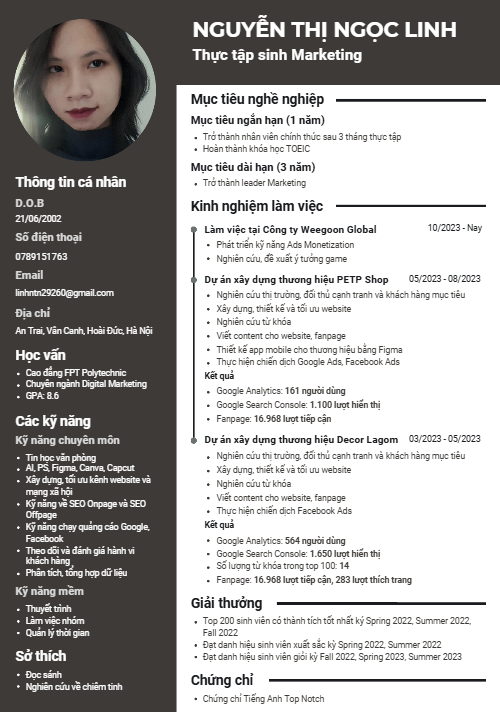 NGUYỄN THỊ NGỌC LINH
Thực tập sinh Marketing
Thông tin cá nhân
D.O.B
21/06/2002
Số điện thoại
0789151763
Email
linhntn29260@gmail.com
Địa chỉ
An Trai, Vân Canh, Hoài Đức, Hà Nội
Học vấn
Cao đẳng FPT Polytechnic
Chuyên ngành Digital Marketing
GPA: 8.6
Các kỹ năng
Kỹ năng chuyên môn
Tin học văn phòng
AI, PS, Figma, Canva, Capcut
Xây dựng, tối ưu kênh website và
mạng xã hội
Kỹ năng về SEO Onpage và SEO
Offpage
Kỹ năng chạy quảng cáo Google,
Facebook
Theo dõi và đánh giá hành vi
khách hàng
Phân tích, tổng hợp dữ liệu
Kỹ năng mềm
Thuyết trình
Làm việc nhóm
Quản lý thời gian
Sở thích
Đọc sánh
Nghiên cứu về chiêm tinh
Mục tiêu nghề nghiệp
Mục tiêu ngắn hạn (1 năm)
Trở thành nhân viên chính thức sau 3 tháng thực tập
Hoàn thành khóa học TOEIC
Mục tiêu dài hạn (3 năm)
Trở thành leader Marketing
Kinh nghiệm làm việc
Làm việc tại Công ty Weegoon Global 10/2023 - Nay
Phát triển kỹ năng Ads Monetization
Nghiên cứu, đề xuất ý tưởng game
Dự án xây dựng thương hiệu PETP Shop 05/2023 - 08/2023
Nghiên cứu thị trường, đối thủ cạnh tranh và khách hàng mục tiêu
Xây dựng, thiết kế và tối ưu website
Nghiên cứu từ khóa
Viết content cho website, fanpage
Thiết kế app mobile cho thương hiệu bằng Figma
Thực hiện chiến dịch Google Ads, Facebook Ads
Kết quả
Google Analytics: 161 người dùng
Google Search Console: 1.100 lượt hiển thị
Fanpage: 16.968 lượt tiếp cận
Dự án xây dựng thương hiệu Decor Lagom 03/2023 - 05/2023
Nghiên cứu thị trường, đối thủ cạnh tranh và khách hàng mục tiêu
Xây dựng, thiết kế và tối ưu website
Nghiên cứu từ khóa
Viết content cho website, fanpage
Thực hiện chiến dịch Facebook Ads
Kết quả
Google Analytics: 564 người dùng
Google Search Console: 1.650 lượt hiển thị
Số lượng từ khóa trong top 100: 14
Fanpage: 16.968 lượt tiếp cận, 283 lượt thích trang
Giải thưởng
Top 200 sinh viên có thành tích tốt nhất kỳ Spring 2022, Summer 2022,
Fall 2022
Đạt danh hiệu sinh viên xuất sắc kỳ Spring 2022, Summer 2022
Đạt danh hiệu sinh viên giỏi kỳ Fall 2022, Spring 2023, Summer 2023
Chứng chỉ
Chứng chỉ Tiếng Anh Top Notch